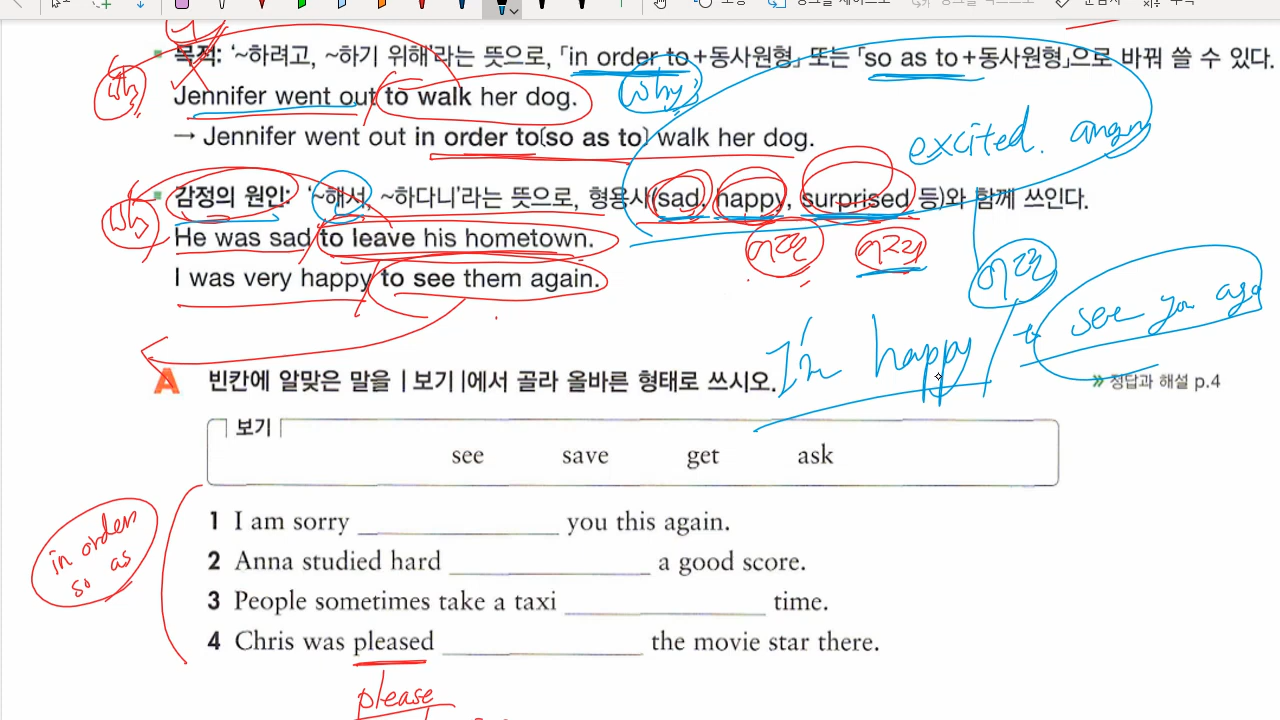 목적: '~하려고, ~하기 위해'라는 뜻으로, 「in order to+동사원형」 또는 「so as to+동사원형」으로 바꿔 쓸 수 있다.
Why
Jennifer went out to walk her dog.
Why?
→ Jennifer went out in order to(so as to) walk her dog.
excited. angry
감정의 원인: '~해서, ~하다니'라는 뜻으로, 형용사(sad, happy, surprised 등)와 함께 쓰인다.
Why
He was sad to leave his hometown.
I was very happy to see them again.
I'm happy / to see you aga
A 빈칸에 알맞은 말을 |보기|에서 골라 올바른 형태로 쓰시오.
» 정답과 해설 p.4
보기
see save get ask
1 I am sorry ____________ you this again.
2 Anna studied hard ____________ a good score.
3 People sometimes take a taxi ____________ time.
4 Chris was pleased ____________ the movie star there.
in order
so as
please